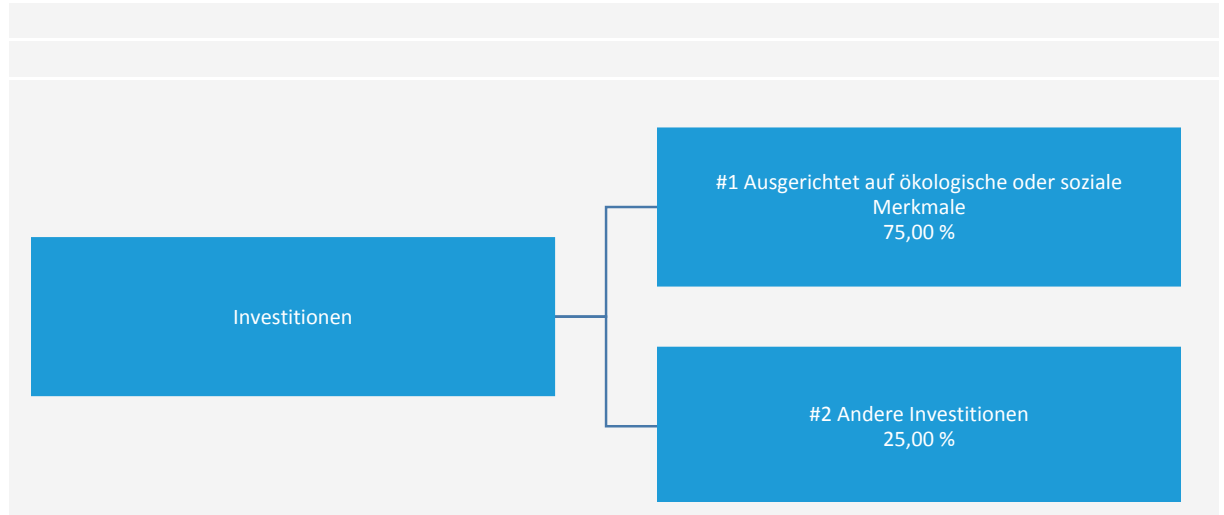 #1 Ausgerichtet auf ökologische oder soziale
Merkmale
75,00 %
Investitionen
#2 Andere Investitionen
25,00 %